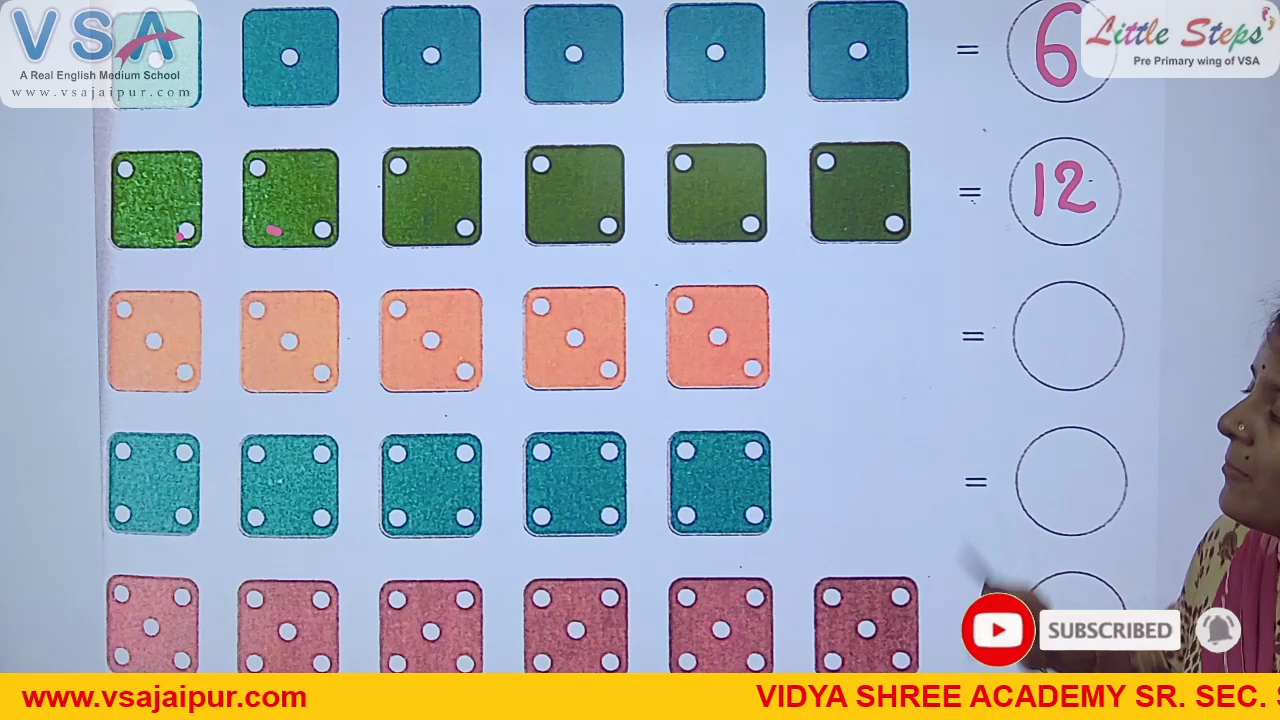 VSA
A Real English Medium School
www.vsajaipur.com
Little Steps
Pre Primary wing of VSA
= 6
= 12
=
=
SUBSCRIBED
www.vsajaipur.com
VIDYA SHREE ACADEMY SR. SEC.